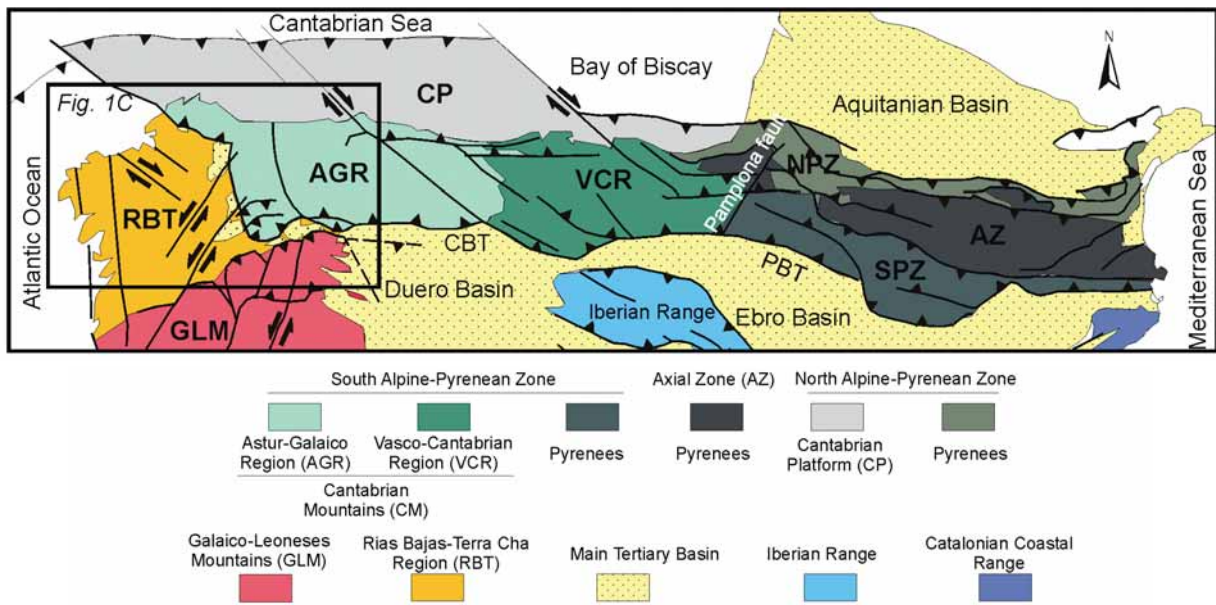 Cantabrian Sea
N
Bay of Biscay
Fig. 1C
CP
Aquitanian Basin
Pamplona faun
NPZ
Atlantic Ocean
AGR
VCR
RBT
AZ
Mediterranean Sea
CBT
PBT
SPZ
Duero Basin
Iberian Range
Ebro Basin
GLM
South Alpine-Pyrenean Zone
Axial Zone (AZ)
North Alpine-Pyrenean Zone
Astur-Galaico
Region (AGR)
Vasco-Cantabrian
Region (VCR)
Pyrenees
Pyrenees
Cantabrian
Platform (CP)
Pyrenees
Cantabrian
Mountains (CM)
Galaico-Leoneses
Mountains (GLM)
Rias Bajas-Terra Cha
Region (RBT)
Main Tertiary Basin
Iberian Range
Catalonian Coastal
Range